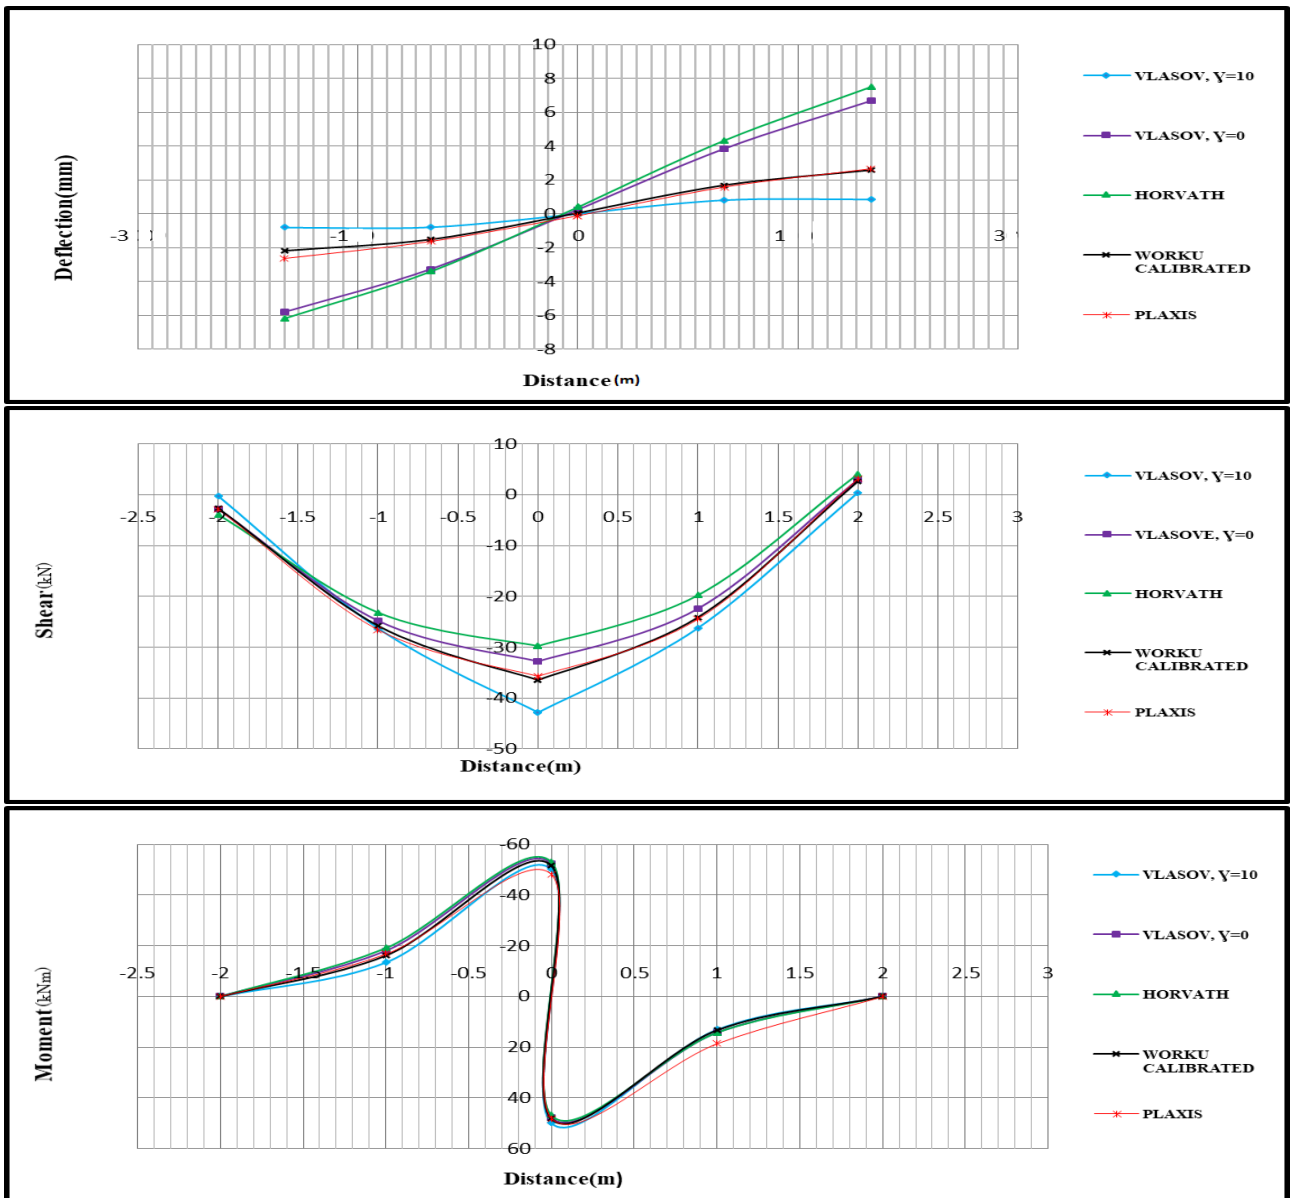 10
8
6
4
2
0
-3
-1
0
1
3
-2
-4
-6
-8
Deflection(mm)
Distance(m)
VLASOV, Ɣ=10
VLASOV, Ɣ=0
HORVATH
WORKU
CALIBRATED
PLAXIS
10
0
-2.5 -2 -1.5 -1 -0.5 0 0.5 1 1.5 2 2.5 3
-10
-20
-30
-40
-50
Shear(kN)
Distance(m)
VLASOV, Ɣ=10
VLASOVE, Ɣ=0
HORVATH
WORKU
CALIBRATED
PLAXIS
-60
-40
-20
-2.5 -2 -1.5 -1 -0.5 0 0.5 1 1.5 2 2.5 3
0
20
40
60
Moment(kNm)
Distance(m)
VLASOV, Ɣ=10
VLASOV, Ɣ=0
HORVATH
WORKU
CALIBRATED
PLAXIS